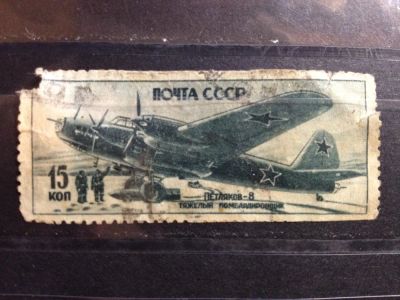 ПОЧТА СССР
15
КОП
ПЕТЛЯКОВ-8
ТЯЖЕЛЫЙ БОМБАРДИРОВЩИК